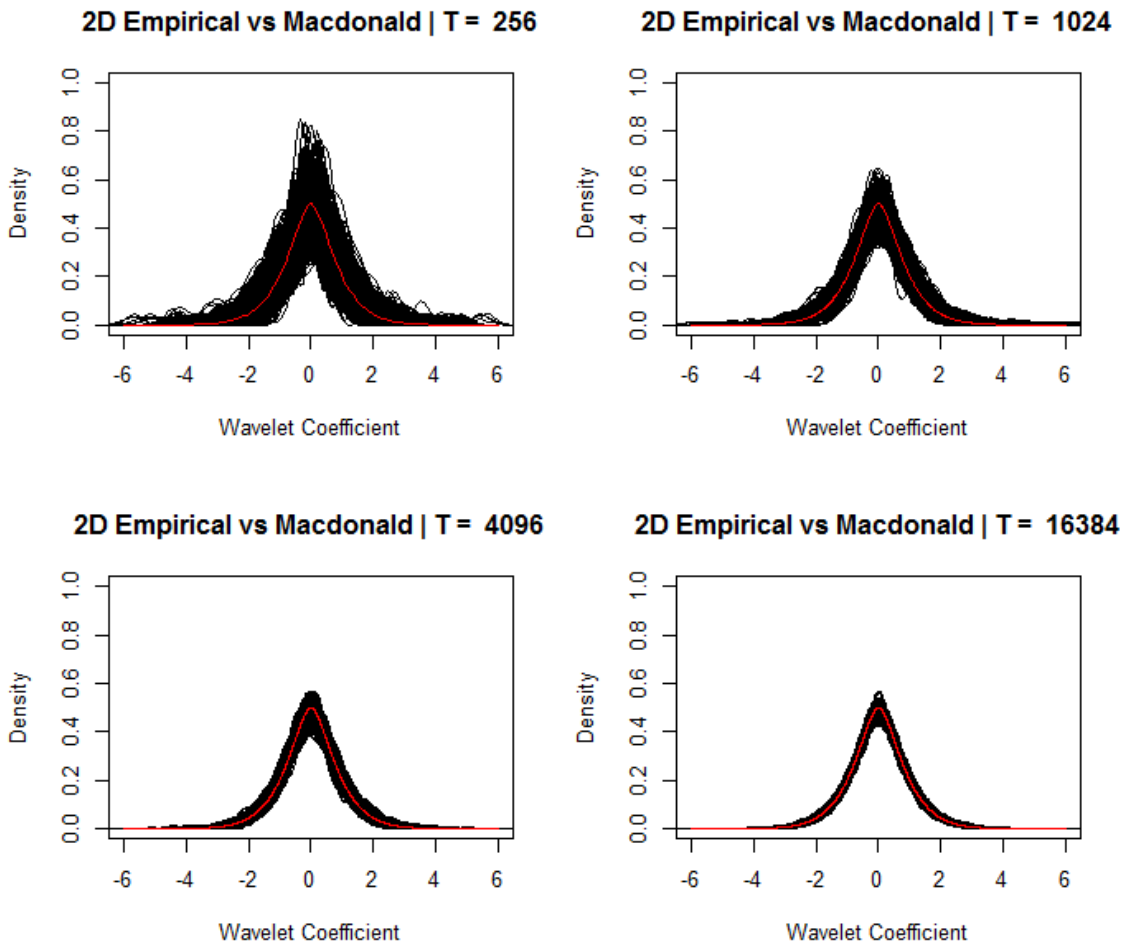 2D Empirical vs Macdonald | T = 256
Density
0.0 0.2 0.4 0.6 0.8 1.0
-6 -4 -2 0 2 4 6
Wavelet Coefficient
2D Empirical vs Macdonald | T = 1024
Density
0.0 0.2 0.4 0.6 0.8 1.0
-6 -4 -2 0 2 4 6
Wavelet Coefficient
2D Empirical vs Macdonald | T = 4096
Density
0.0 0.2 0.4 0.6 0.8 1.0
-6 -4 -2 0 2 4 6
Wavelet Coefficient
2D Empirical vs Macdonald | T = 16384
Density
0.0 0.2 0.4 0.6 0.8 1.0
-6 -4 -2 0 2 4 6
Wavelet Coefficient